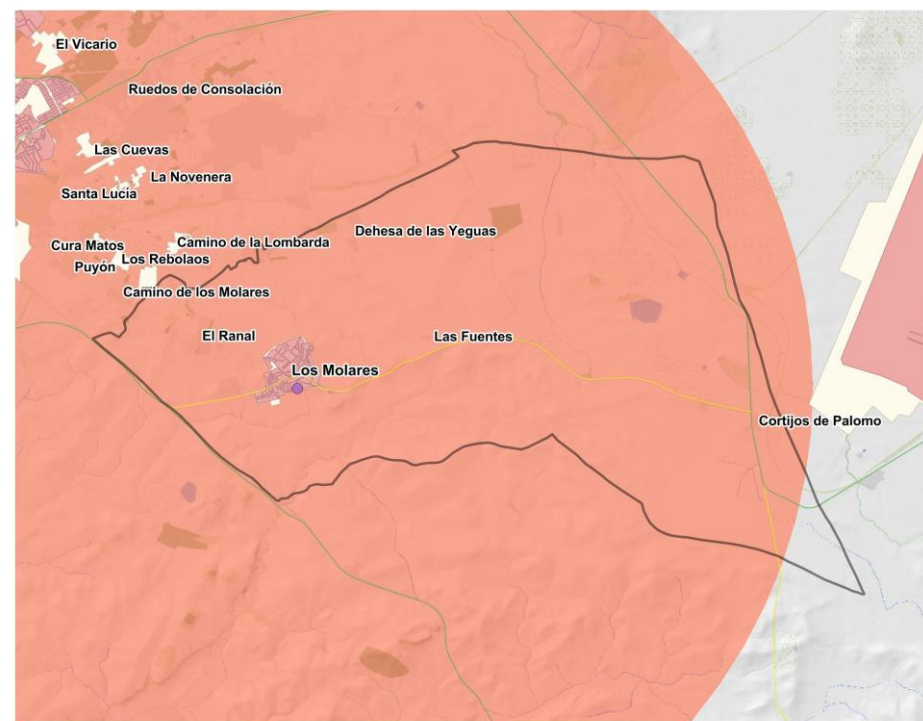 El Vicario
Ruedos de Consolación
Las Cuevas
La Novenera
Santa Lucía
Dehesa de las Yeguas
Cura Matos
Camino de la Lombarda
Los Rebolaos
Puyón
Camino de los Molares
El Ranal
Las Fuentes
Los Molares
Cortijos de Palomo